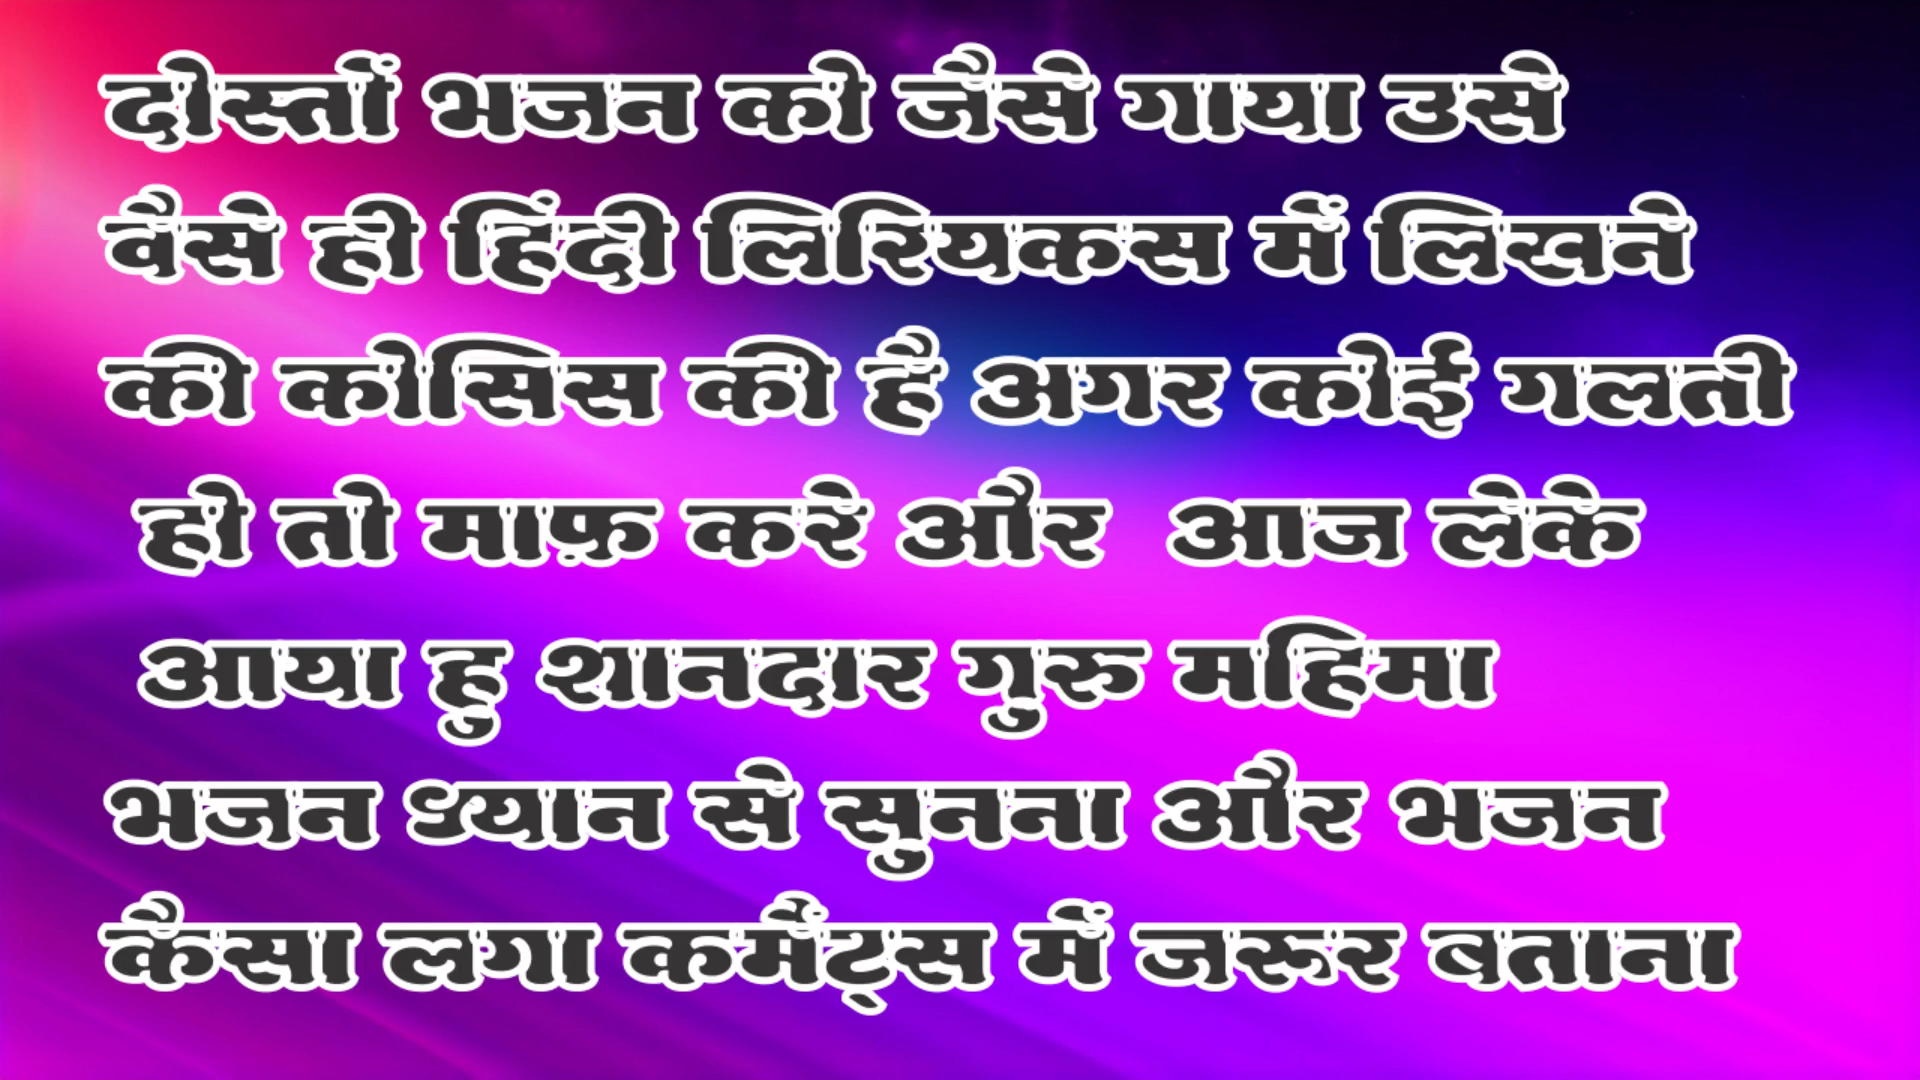 दोस्तों भजन को जैसे गाया उसे
वैसे ही हिंदी लिरियकस में लिखने
की कोसिस की है अगर कोई गलती
हो तो माफ़ करे और आज लेके
आया हु शानदार गुरु महिमा
भजन ध्यान से सुनना और भजन
कैसा लगा कमैंट्स में जरूर बताना